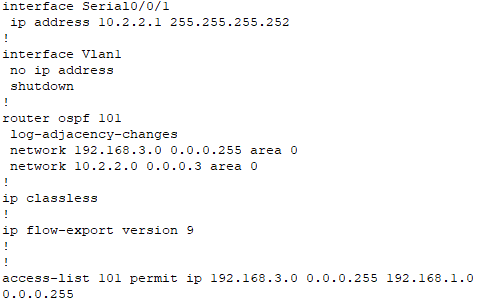 interface Serial0/0/1
 ip address 10.2.2.1 255.255.255.252
!
interface Vlan1
 no ip address
 shutdown
!
router ospf 101
 log-adjacency-changes
 network 192.168.3.0 0.0.0.255 area 0
 network 10.2.2.0 0.0.0.3 area 0
!
ip classless
!
ip flow-export version 9
!
!
access-list 101 permit ip 192.168.3.0 0.0.0.255 192.168.1.0
0.0.0.255